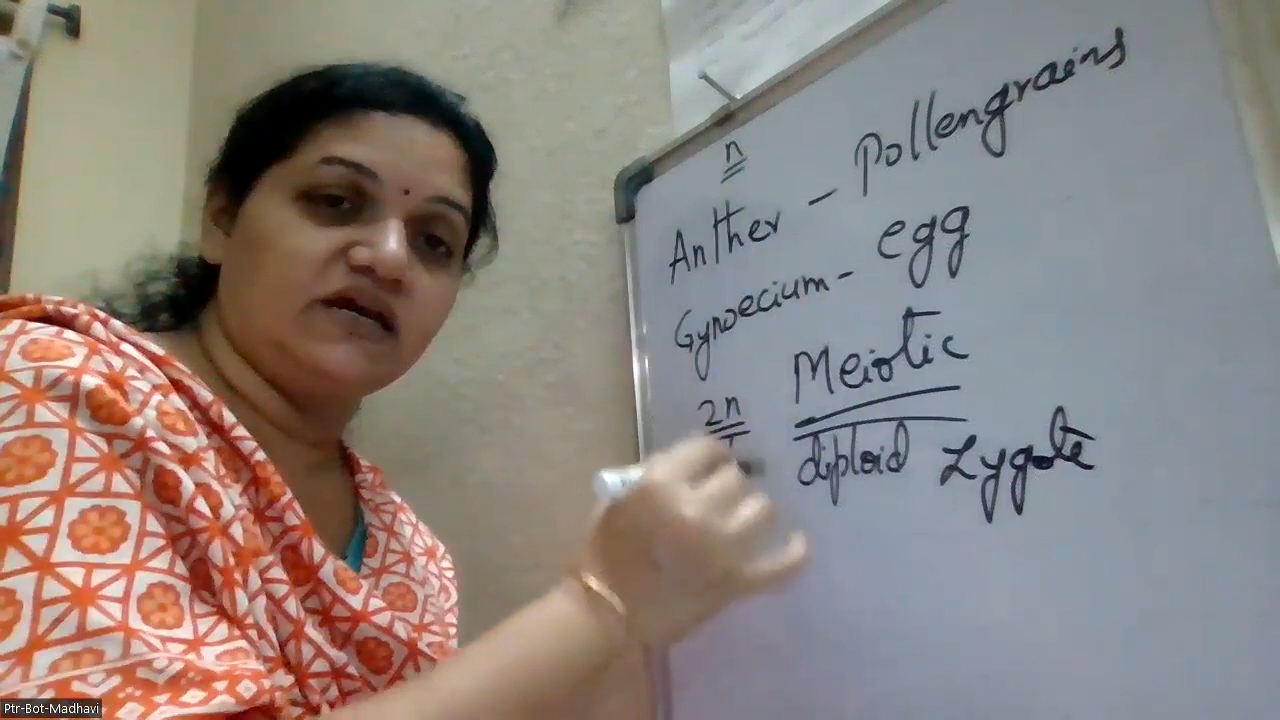 n
Anther - Pollengrains
Gynoecium - egg
Meiotic
2n
diploid Zygote
Ptr-Bot-Madhavi